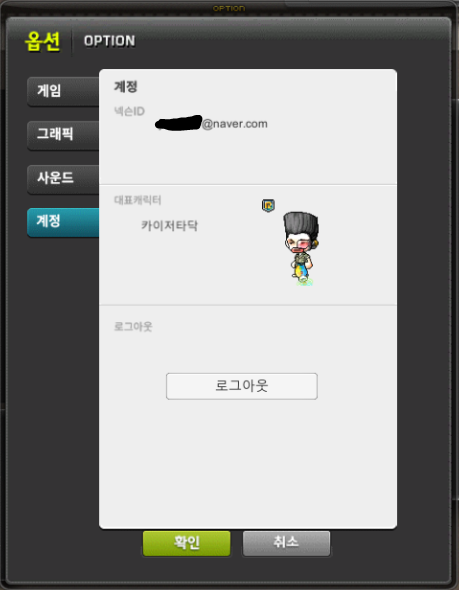 OPTION
옵션 OPTION
게임
그래픽
사운드
계정
계정
넥슨ID
@naver.com
대표캐릭터
카이저타닥
로그아웃
로그아웃
확인 취소